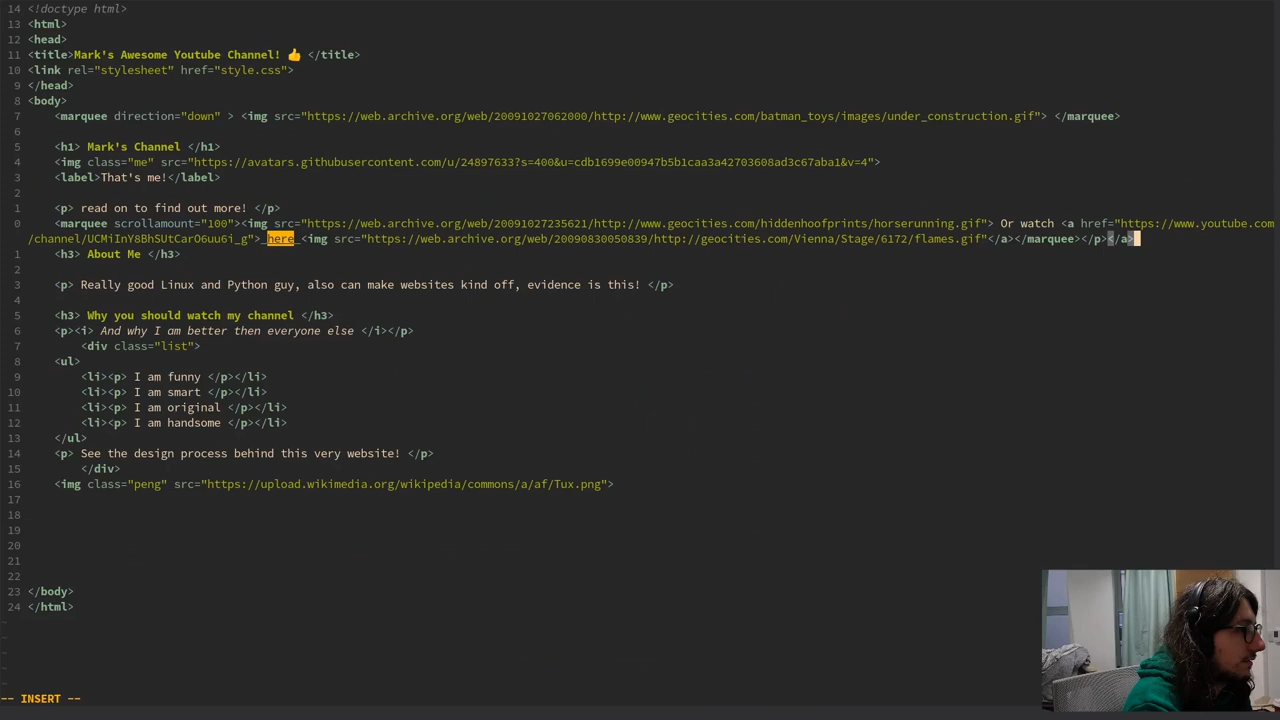 14 <!doctype html>
13 <html>
12 <head>
11 <title>Mark's Awesome Youtube Channel! 👍 </title>
10 <link rel="stylesheet" href="style.css">
9 </head>
8 <body>
7     <marquee direction="down" > <img src="https://web.archive.org/web/20091027062000/http://www.geocities.com/batman_toys/images/under_construction.gif"> </marquee>
6
5     <h1> Mark's Channel </h1>
4     <img class="me" src="https://avatars.githubusercontent.com/u/24897633?s=400&u=cdb1699e00947b5b1caa3a42703608ad3c67aba1&v=4">
3     <label>That's me!</label>
2
1     <p> read on to find out more! </p>
0     <marquee scrollamount="100"><img src="https://web.archive.org/web/20091027235621/http://www.geocities.com/hiddenhoofprints/horserunning.gif"> Or watch <a href="https://www.youtube.com
/channel/UCMiInY8BhSUtCarO6uu6i_g"> here <img src="https://web.archive.org/web/20090830050839/http://geocities.com/Vienna/Stage/6172/flames.gif"</a></marquee></p></a>
1     <h3> About Me </h3>
2
3     <p> Really good Linux and Python guy, also can make websites kind off, evidence is this! </p>
4
5     <h3> Why you should watch my channel </h3>
6     <p><i> And why I am better then everyone else </i></p>
7         <div class="list">
8     <ul>
9         <li><p> I am funny </p></li>
10         <li><p> I am smart </p></li>
11         <li><p> I am original </p></li>
12         <li><p> I am handsome </p></li>
13     </ul>
14     <p> See the design process behind this very website! </p>
15         </div>
16     <img class="peng" src="https://upload.wikimedia.org/wikipedia/commons/a/af/Tux.png">
17
18
19
20
21
22
23 </body>
24 </html>
~
~
~
~
~
-- INSERT --